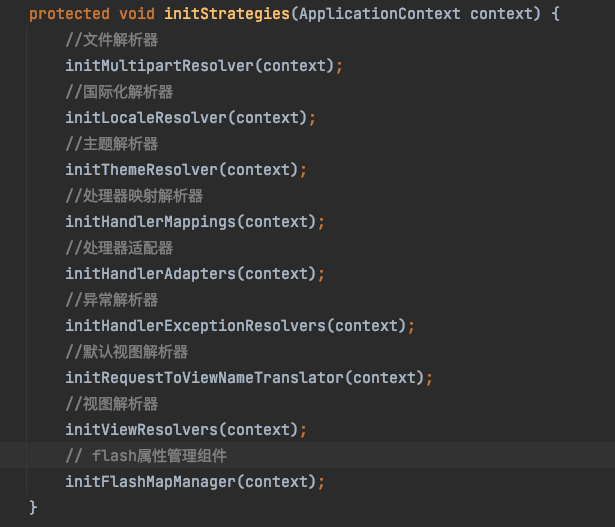 protected void initStrategies(ApplicationContext context) {
//文件解析器
initMultipartResolver(context);
//国际化解析器
initLocaleResolver(context);
//主题解析器
initThemeResolver(context);
//处理器映射解析器
initHandlerMappings(context);
//处理器适配器
initHandlerAdapters(context);
//异常解析器
initHandlerExceptionResolvers(context);
//默认视图解析器
initRequestToViewNameTranslator(context);
//视图解析器
initViewResolvers(context);
// flash属性管理组件
initFlashMapManager(context);
}